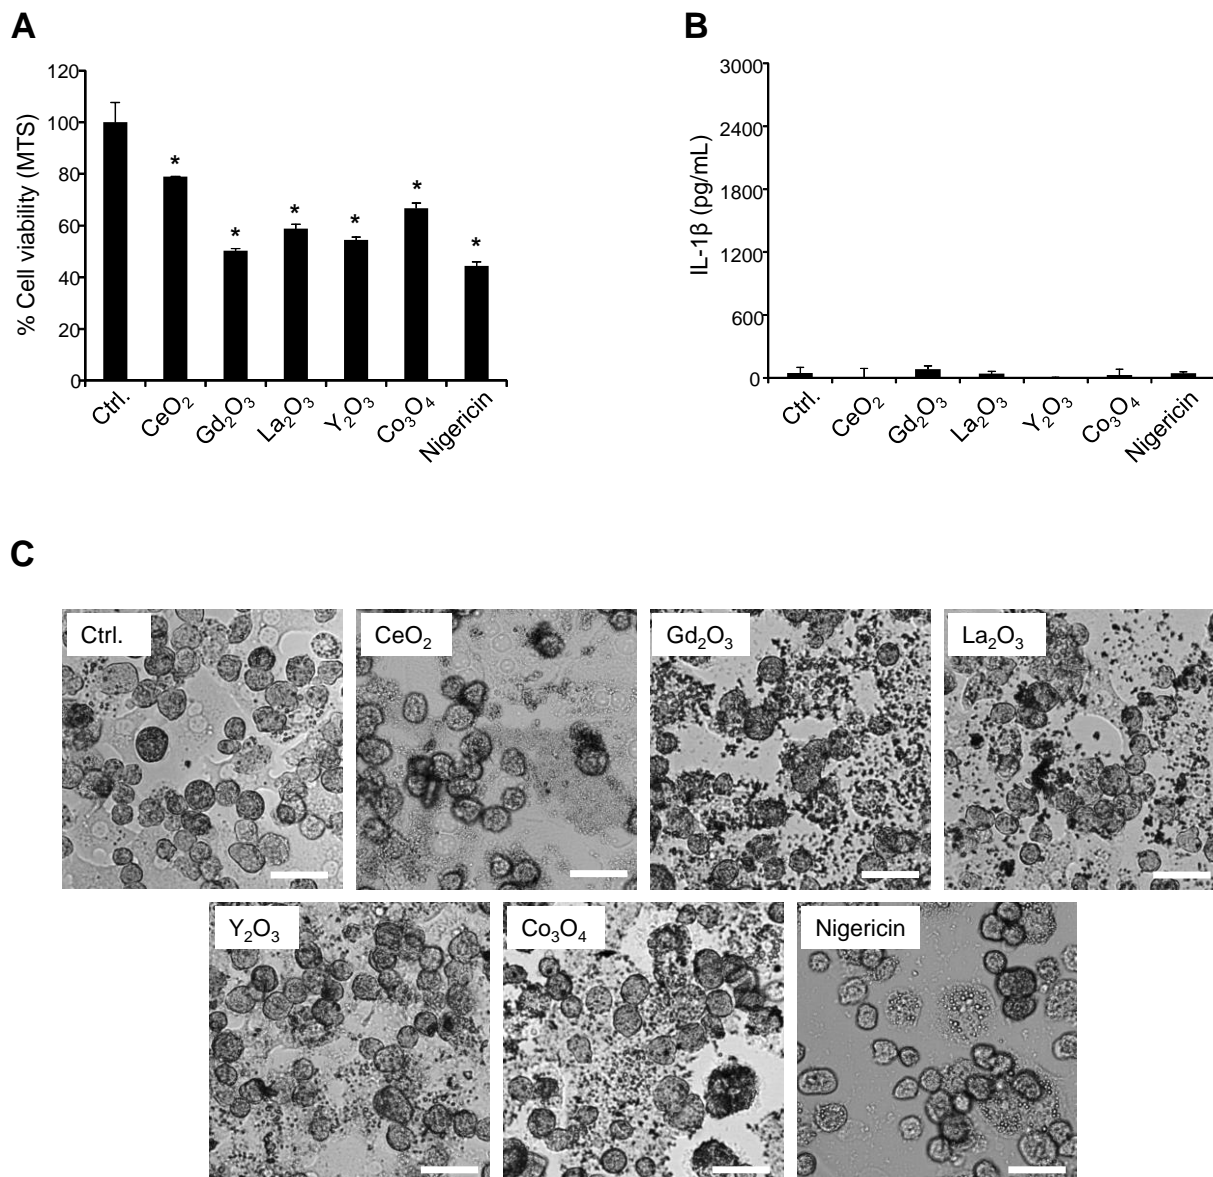 A
% Cell viability (MTS)
120
100
80
60
40
20
0
*
*
*
*
*
*
Ctrl.
CeO₂
Gd₂O₃
La₂O₃
Y₂O₃
Co₃O₄
Nigericin
B
IL-1β (pg/mL)
3000
2400
1800
1200
600
0
Ctrl.
CeO₂
Gd₂O₃
La₂O₃
Y₂O₃
Co₃O₄
Nigericin
C
Ctrl.
CeO₂
Gd₂O₃
La₂O₃
Y₂O₃
Co₃O₄
Nigericin